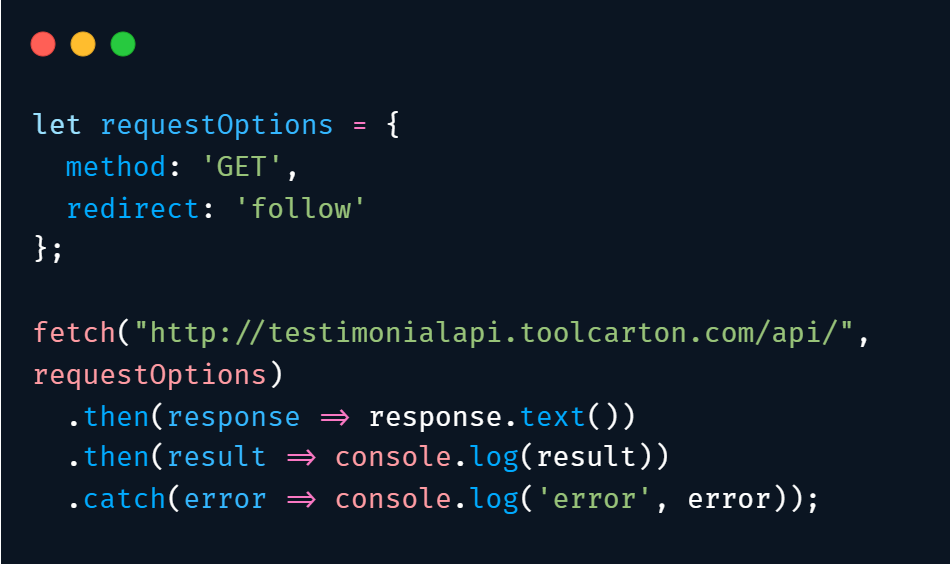 let requestOptions = {
  method: 'GET',
  redirect: 'follow'
};

fetch("http://testimonialapi.toolcarton.com/api/",
requestOptions)
  .then(response => response.text())
  .then(result => console.log(result))
  .catch(error => console.log('error', error));